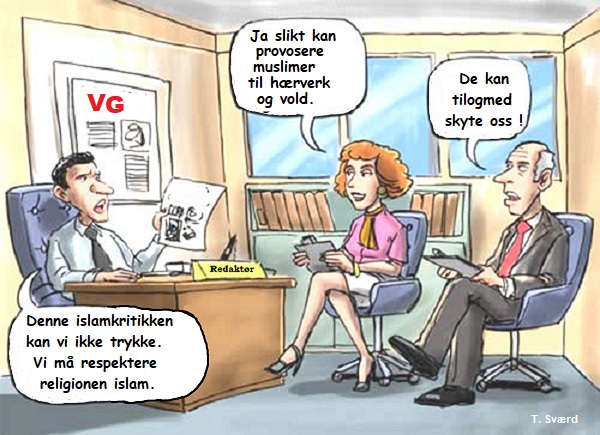 VG
Ja slikt kan
provosere
muslimer
til hærverk
og vold.
De kan
tilogmed
skyte oss !
Redaktør
Denne islamkritikken
kan vi ikke trykke.
Vi må respektere
religionen islam.
T. Sværd